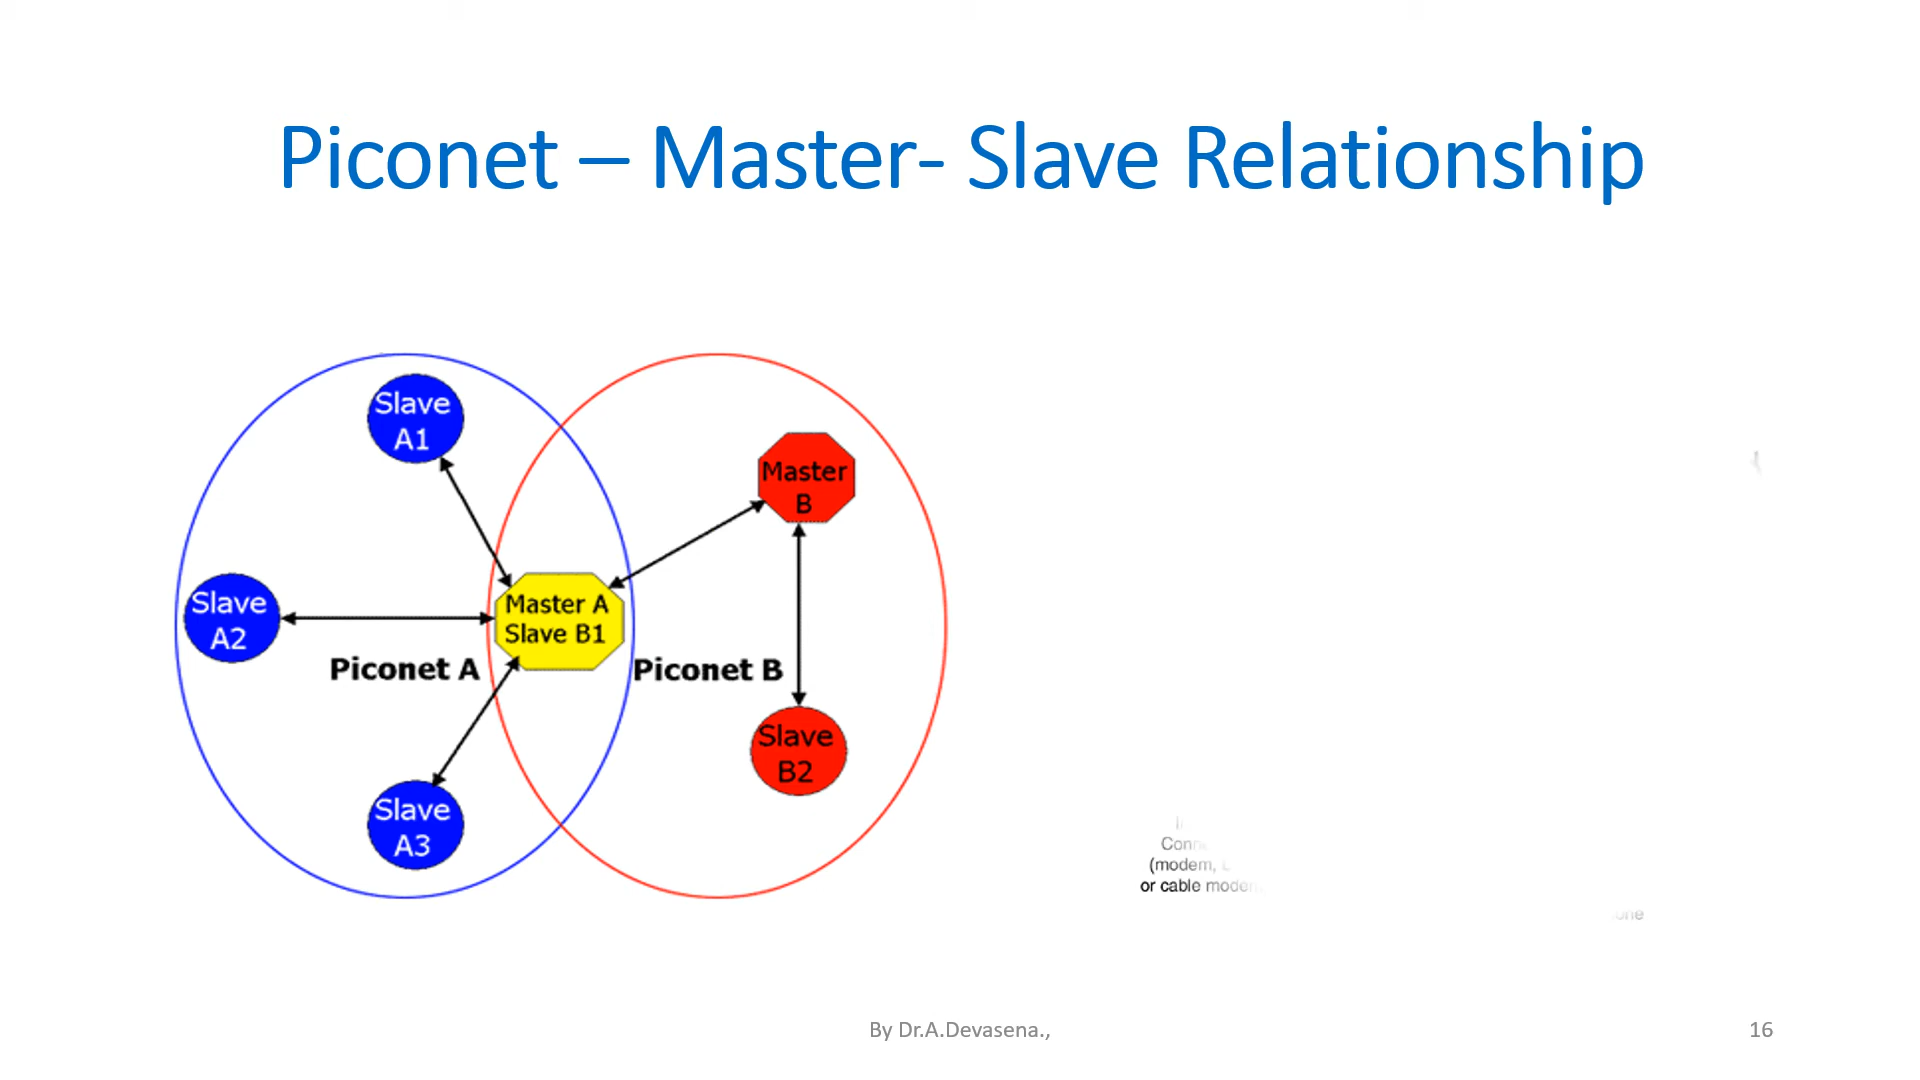 Piconet – Master- Slave Relationship
Slave
A1
Master
B
Slave
A2
Master A
Slave B1
Piconet A
Piconet B
Slave
B2
Slave
A3
(modem,
or cable
By Dr.A.Devasena.,
16